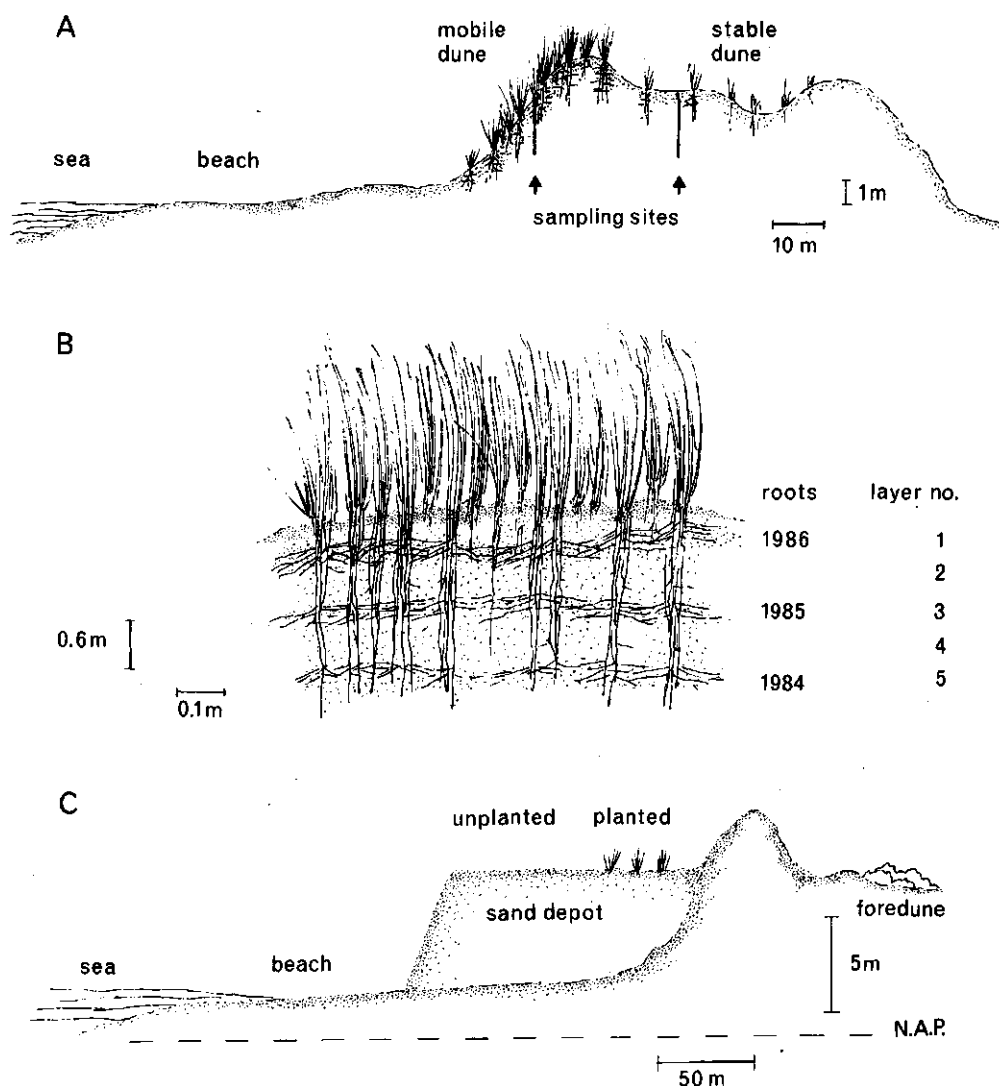 A
mobile
dune
stable
dune
sea
beach
sampling sites
1m
10 m
B
roots
layer no.
1986
1
2
1985
3
0.6m
4
1984
5
0.1m
C
unplanted
planted
sand depot
foredune
sea
beach
5m
N.A.P.
50 m